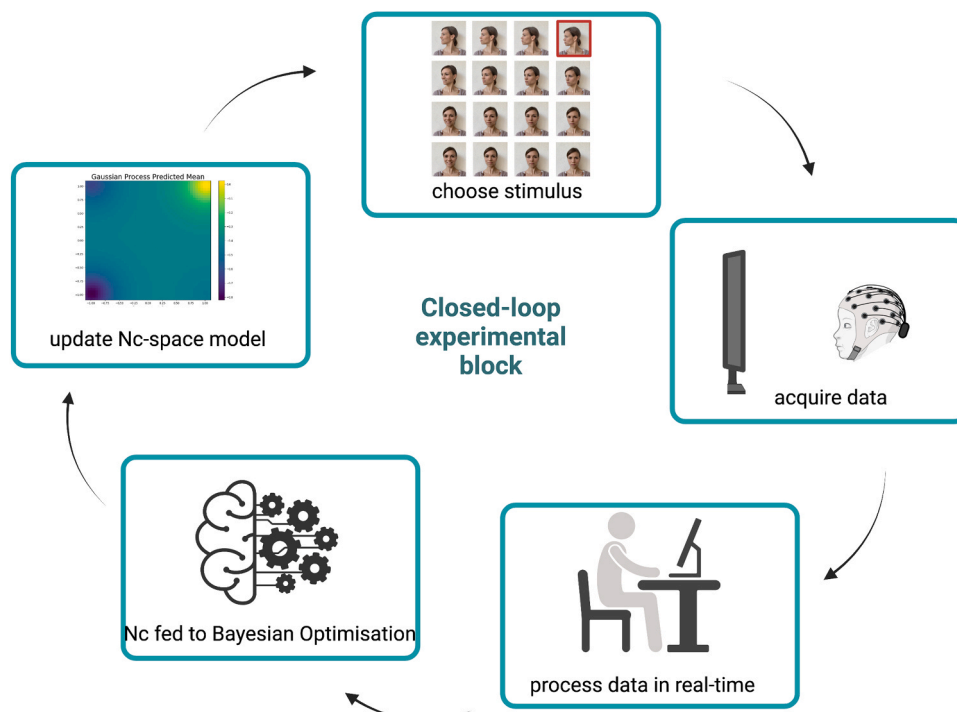 choose stimulus
Gaussian Process Predicted Mean
update Nc-space model
Closed-loop
experimental
block
acquire data
Nc fed to Bayesian Optimisation
process data in real-time